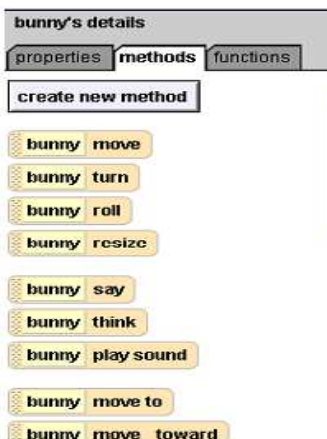 bunny's details
properties methods functions
create new method
bunny move
bunny turn
bunny roll
bunny resize
bunny say
bunny think
bunny play sound
bunny move to
bunny move toward